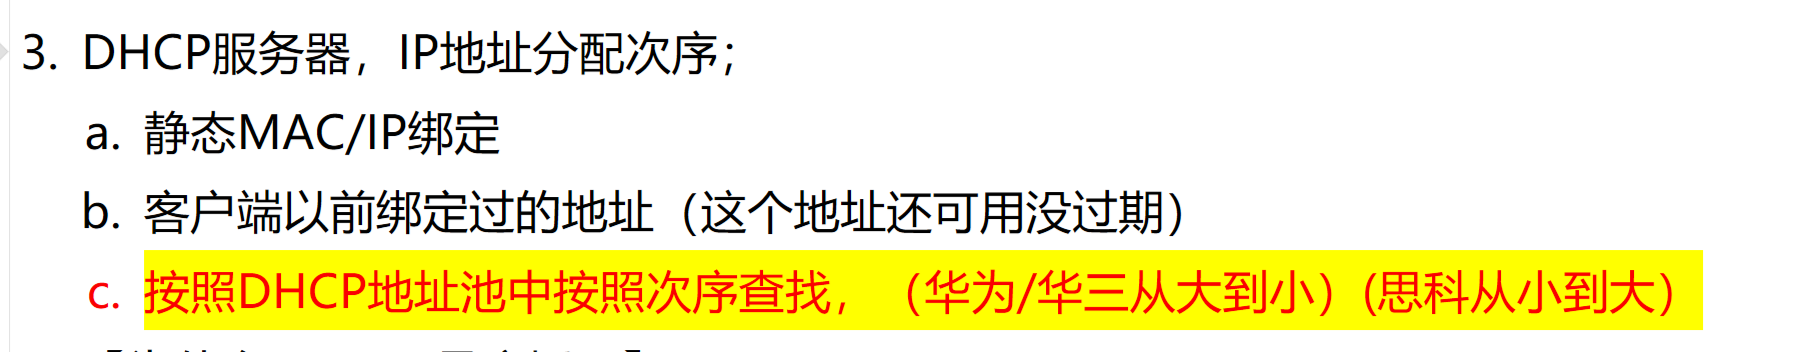 3. DHCP服务器，IP地址分配次序；
a. 静态MAC/IP绑定
b. 客户端以前绑定过的地址（这个地址还可用没过期）
c. 按照DHCP地址池中按照次序查找，（华为/华三从大到小）(思科从小到大）